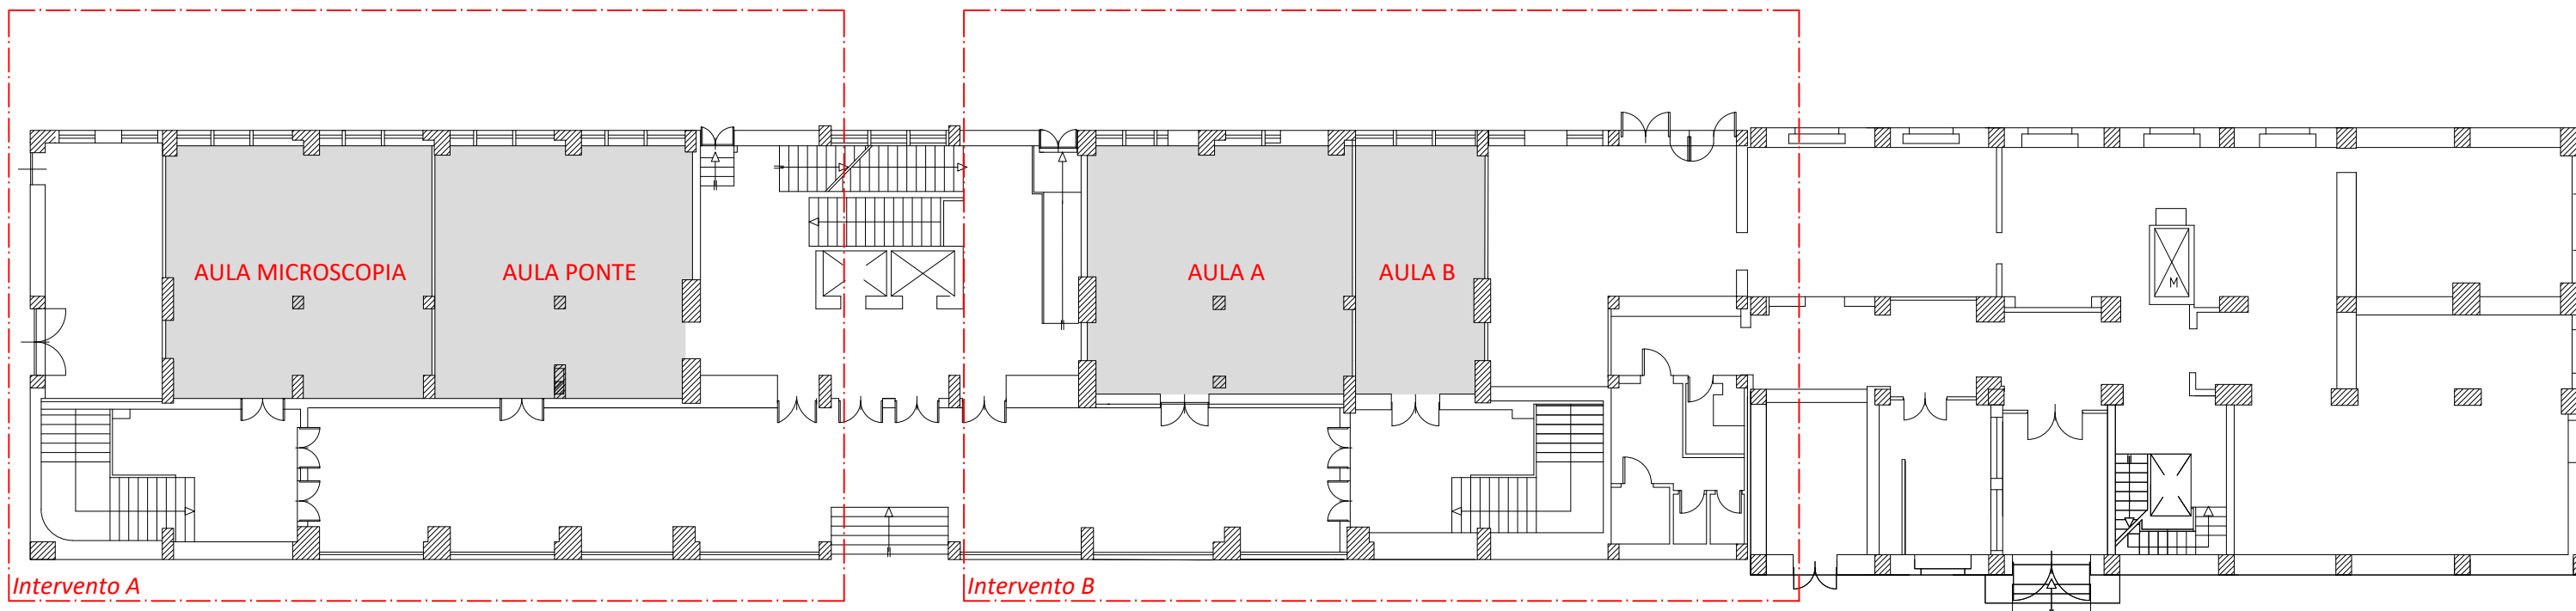 AULA MICROSCOPIA
AULA PONTE
AULA A
AULA B
M
Intervento A
Intervento B